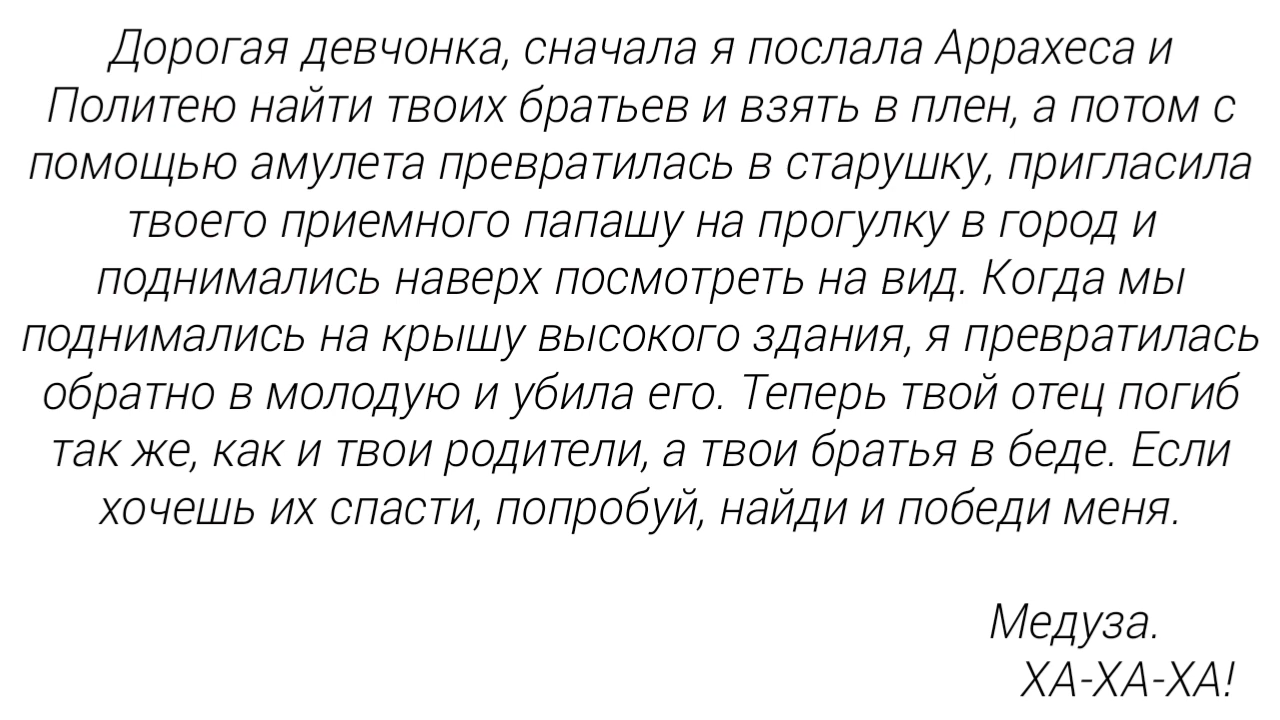 Дорогая девчонка, сначала я послала Аррахеса и
Политею найти твоих братьев и взять в плен, а потом с
помощью амулета превратилась в старушку, пригласила
твоего приемного папашу на прогулку в город и
поднимались наверх посмотреть на вид. Когда мы
поднимались на крышу высокого здания, я превратилась
обратно в молодую и убила его. Теперь твой отец погиб
так же, как и твои родители, а твои братья в беде. Если
хочешь их спасти, попробуй, найди и победи меня.
Медуза.
ХА-ХА-ХА!